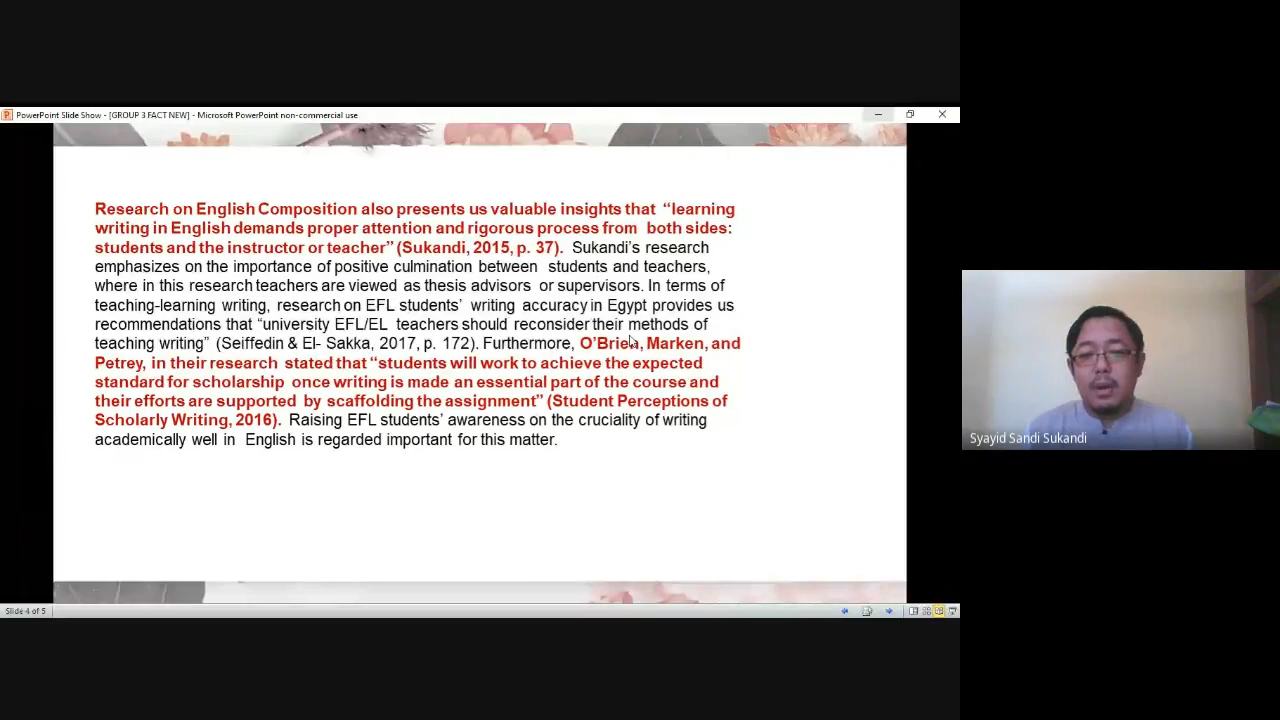 PowerPoint Slide Show - [GROUP 3 FACT NEW] - Microsoft PowerPoint non-commercial use
Research on English Composition also presents us valuable insights that “learning
writing in English demands proper attention and rigorous process from both sides:
students and the instructor or teacher” (Sukandi, 2015, p. 37). Sukandi’s research
emphasizes on the importance of positive culmination between students and teachers,
where in this research teachers are viewed as thesis advisors or supervisors. In terms of
teaching-learning writing, research on EFL students’ writing accuracy in Egypt provides us
recommendations that “university EFL/EL teachers should reconsider their methods of
teaching writing” (Seiffedin & El- Sakka, 2017, p. 172). Furthermore, O’Brien, Marken, and
Petrey, in their research stated that “students will work to achieve the expected
standard for scholarship once writing is made an essential part of the course and
their efforts are supported by scaffolding the assignment” (Student Perceptions of
Scholarly Writing, 2016). Raising EFL students’ awareness on the cruciality of writing
academically well in English is regarded important for this matter.
Syayid Sandi Sukandi
Slide 4 of 5